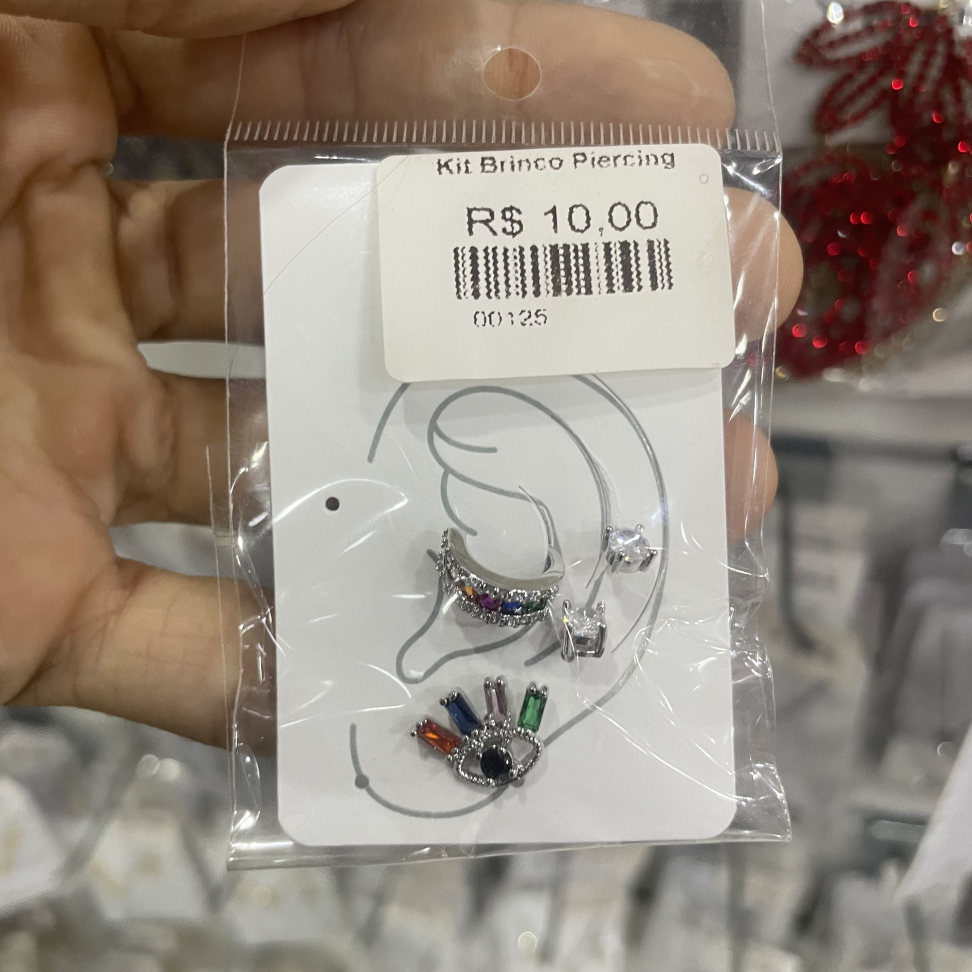 Kit Brinco Piercing
R$ 10,00
00125